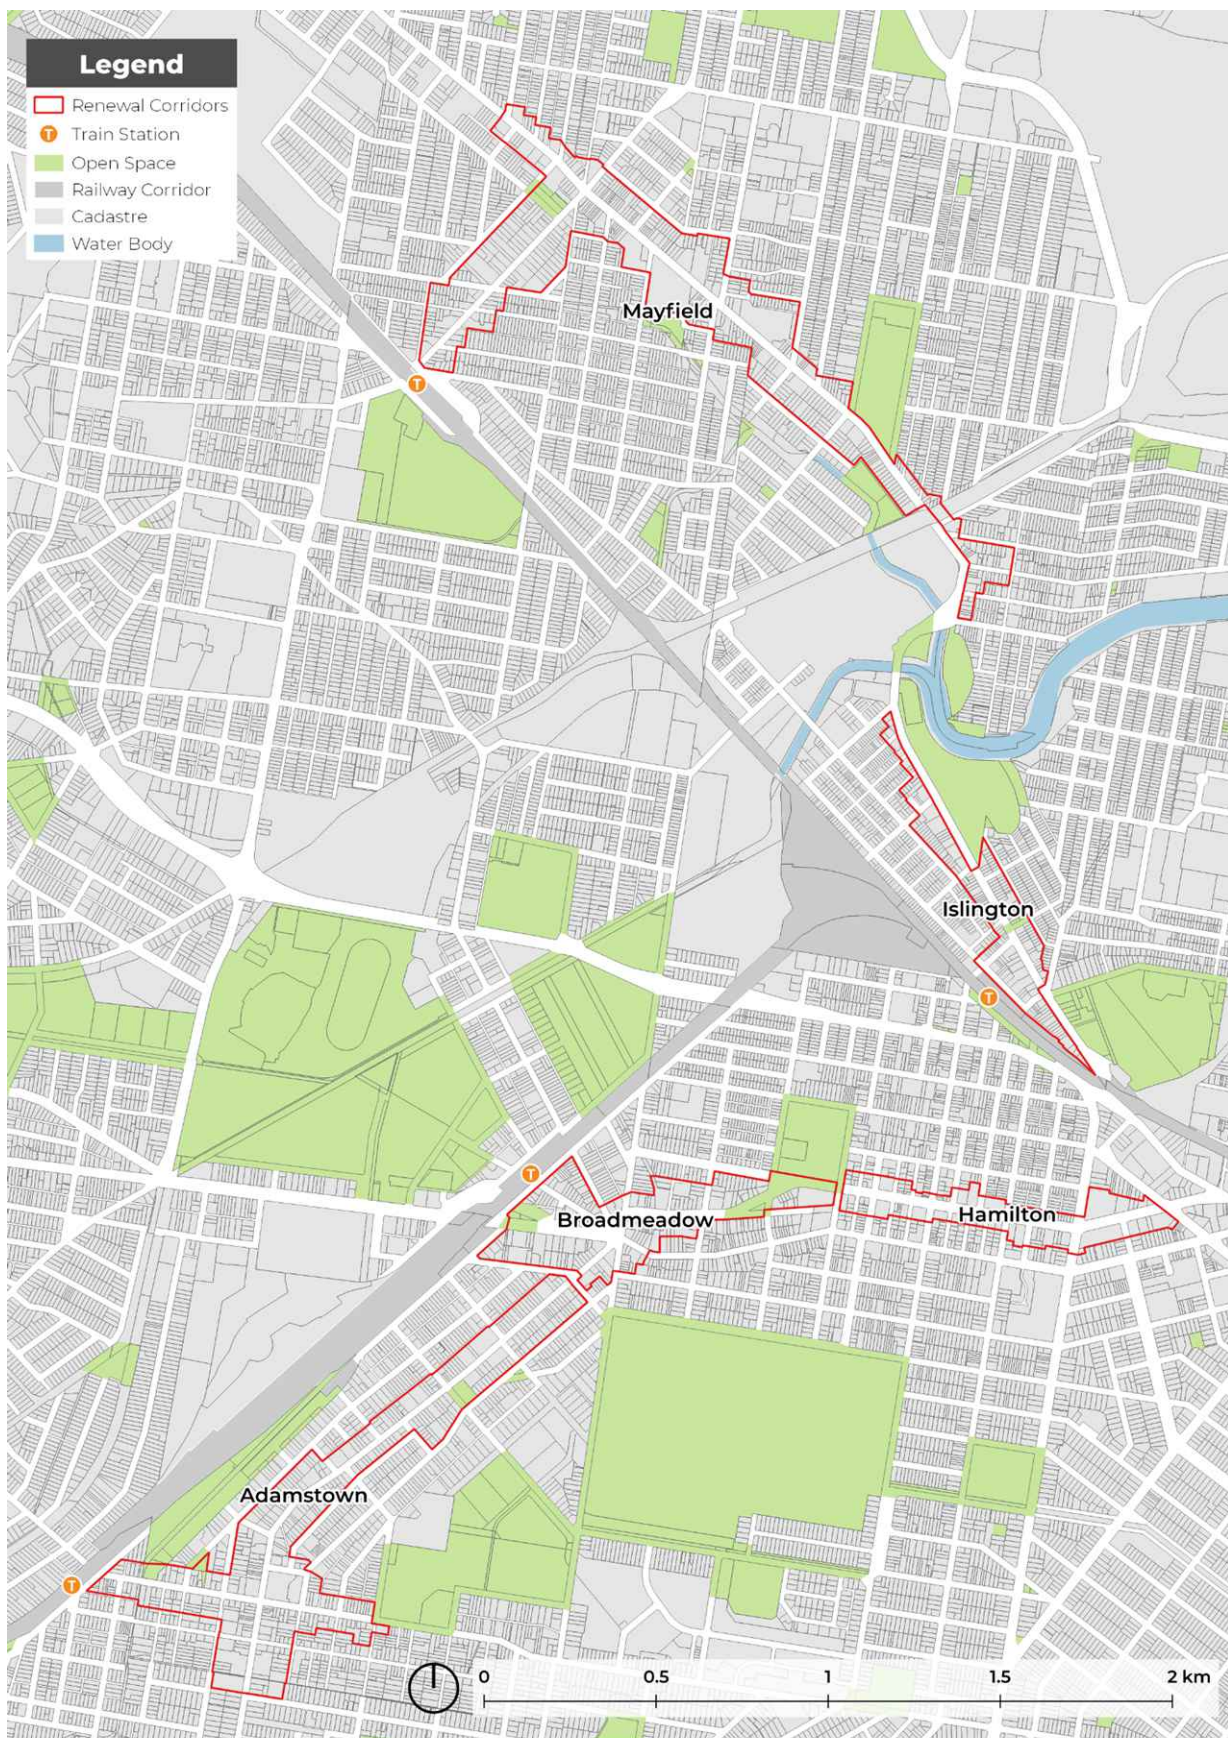 Legend
Renewal Corridors
T Train Station
Open Space
Railway Corridor
Cadastre
Water Body
Mayfield
T
Islington
T
T
Broadmeadow
Hamilton
Adamstown
T
0 0.5 1 1.5 2 km